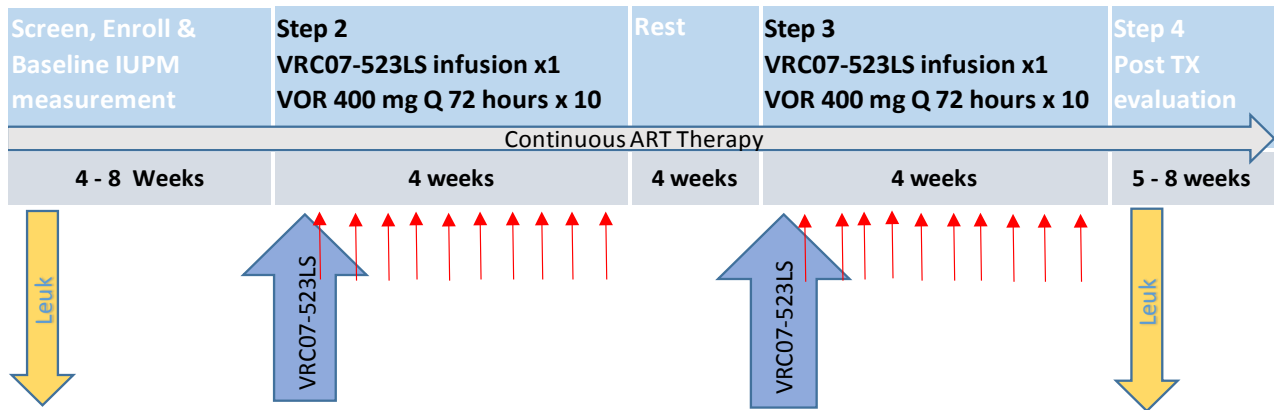 Screen, Enroll &
Baseline IUPM
measurement
Step 2
VRC07-523LS infusion x1
VOR 400 mg Q 72 hours x 10
Rest
Step 3
VRC07-523LS infusion x1
VOR 400 mg Q 72 hours x 10
Step 4
Post TX
evaluation
Continuous ART Therapy
4 - 8 Weeks
4 weeks
4 weeks
4 weeks
5 - 8 weeks
Leuk
VRC07-523LS
VRC07-523LS
Leuk